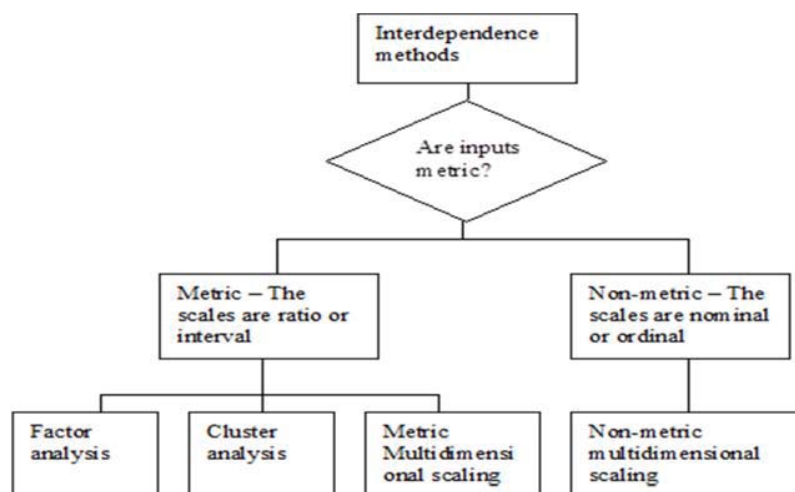 Interdependence
methods
Are inputs
metric?
Metric – The
scales are ratio or
interval
Non-metric – The
scales are nominal
or ordinal
Factor
analysis
Cluster
analysis
Metric
Multidimensi
onal scaling
Non-metric
multidimensional
scaling